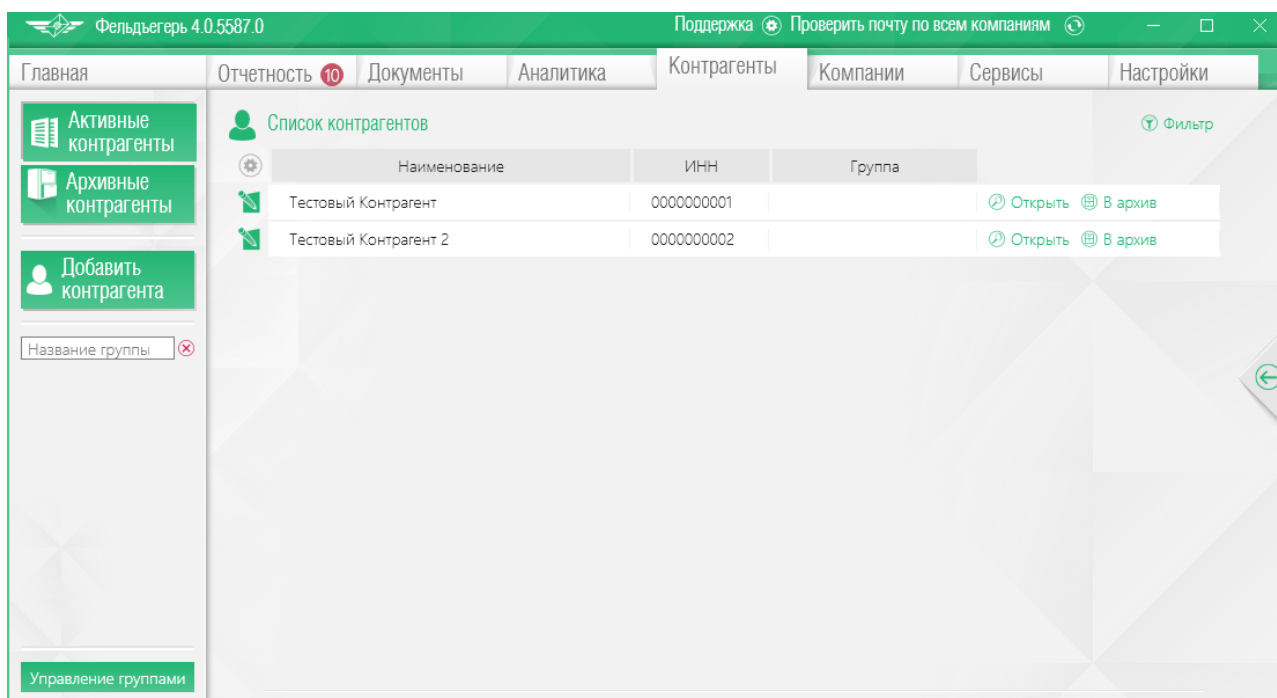 Фельдъегерь 4.0.5587.0
Поддержка Проверить почту по всем компаниям
Главная Отчетность 10 Документы Аналитика Контрагенты Компании Сервисы Настройки
Активные
контрагенты
Архивные
контрагенты
Добавить
контрагента
Название группы
Управление группами
Список контрагентов
Фильтр
Наименование ИНН Группа
Тестовый Контрагент 0000000001 Открыть В архив
Тестовый Контрагент 2 0000000002 Открыть В архив